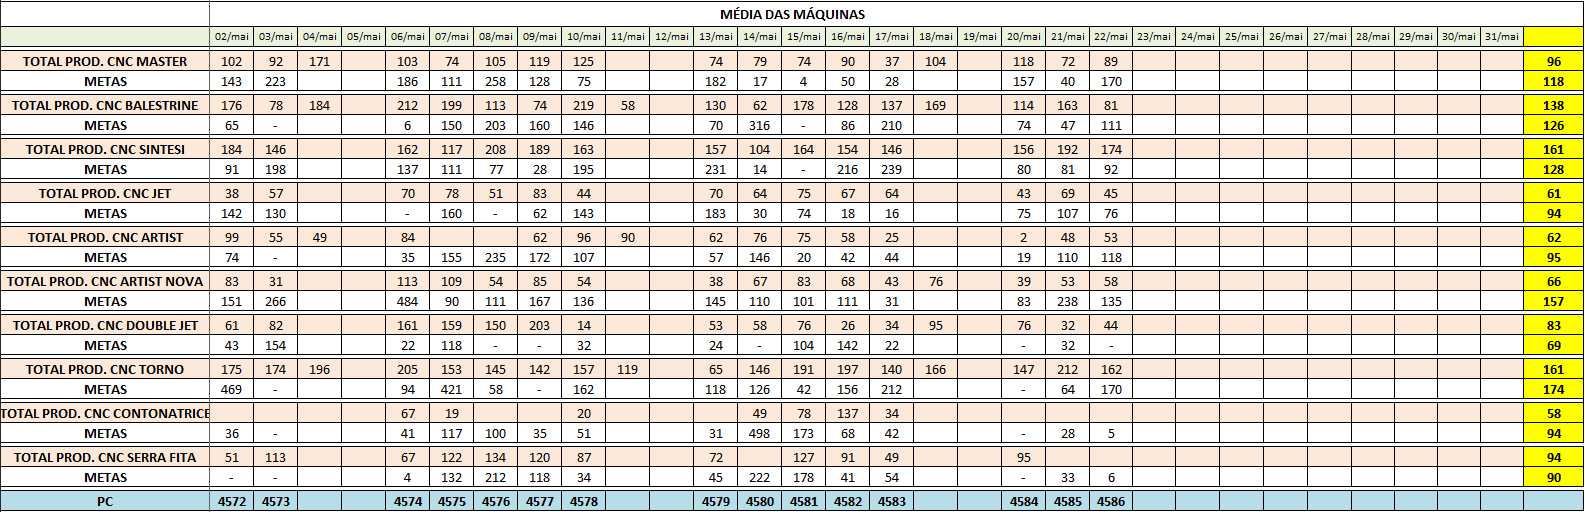 MÉDIA DAS MÁQUINAS
02/mai 03/mai 04/mai 05/mai 06/mai 07/mai 08/mai 09/mai 10/mai 11/mai 12/mai 13/mai 14/mai 15/mai 16/mai 17/mai 18/mai 19/mai 20/mai 21/mai 22/mai 23/mai 24/mai 25/mai 26/mai 27/mai 28/mai 29/mai 30/mai 31/mai
TOTAL PROD. CNC MASTER 102 92 171 103 74 105 119 125 74 79 74 90 37 104 118 72 89 96
METAS 143 223 186 111 258 128 75 182 17 4 50 28 157 40 170 118
TOTAL PROD. CNC BALESTRINE 176 78 184 212 199 113 74 219 58 130 62 178 128 137 169 114 163 81 138
METAS 65 - 6 150 203 160 146 70 316 - 86 210 74 47 111 126
TOTAL PROD. CNC SINTESI 184 146 162 117 208 189 163 157 104 164 154 146 156 192 174 161
METAS 91 198 137 111 77 28 195 231 14 - 216 239 80 81 92 128
TOTAL PROD. CNC JET 38 57 70 78 51 83 44 70 64 75 67 64 43 69 45 61
METAS 142 130 - 160 - 62 143 183 30 74 18 16 75 107 76 94
TOTAL PROD. CNC ARTIST 99 55 49 84 62 96 90 62 76 75 58 25 2 48 53 62
METAS 74 - 35 155 235 172 107 57 146 20 42 44 19 110 118 95
TOTAL PROD. CNC ARTIST NOVA 83 31 113 109 54 85 54 38 67 83 68 43 76 39 53 58 66
METAS 151 266 484 90 111 167 136 145 110 101 111 31 83 238 135 157
TOTAL PROD. CNC DOUBLE JET 61 82 161 159 150 203 14 53 58 76 26 34 95 76 32 44 83
METAS 43 154 22 118 - - 32 24 - 104 142 22 - 32 - 69
TOTAL PROD. CNC TORNO 175 174 196 205 153 145 142 157 119 65 146 191 197 140 166 147 212 162 161
METAS 469 - 94 421 58 - 162 118 126 42 156 212 - 64 170 174
TOTAL PROD. CNC CONTONATRICE 67 19 20 49 78 137 34 58
METAS 36 - 41 117 100 35 51 31 498 173 68 42 - 28 5 94
TOTAL PROD. CNC SERRA FITA 51 113 67 122 134 120 87 72 127 91 49 95 94
METAS - - 4 132 212 118 34 45 222 178 41 54 - 33 6 90
PC 4572 4573 4574 4575 4576 4577 4578 4579 4580 4581 4582 4583 4584 4585 4586